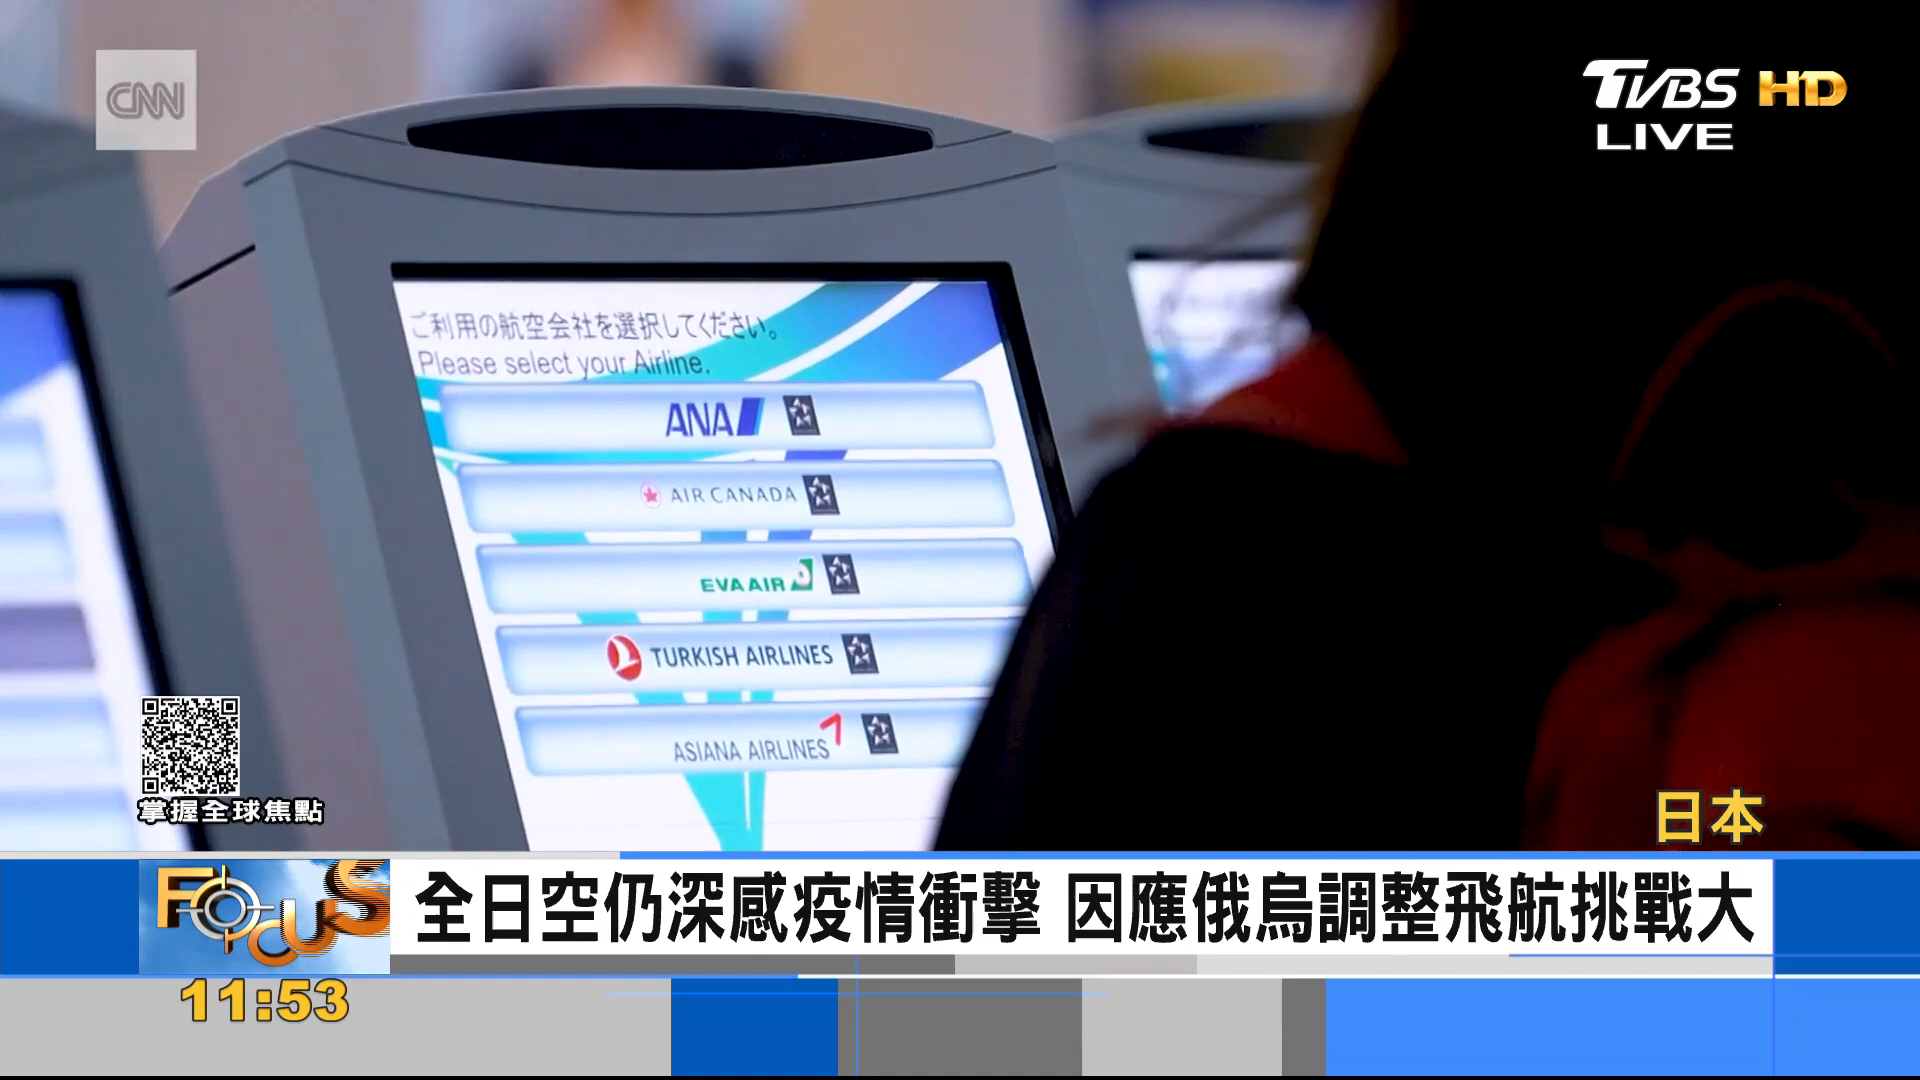 CNN
TVBS HD
LIVE
ご利用の航空会社を選択してください。
Please select your Airline.
ANA
AIR CANADA
EVA AIR
TURKISH AIRLINES
ASIANA AIRLINES
掌握全球焦點
日本
FOCUS
全日空仍深感疫情衝擊 因應俄烏調整飛航挑戰大
11:53